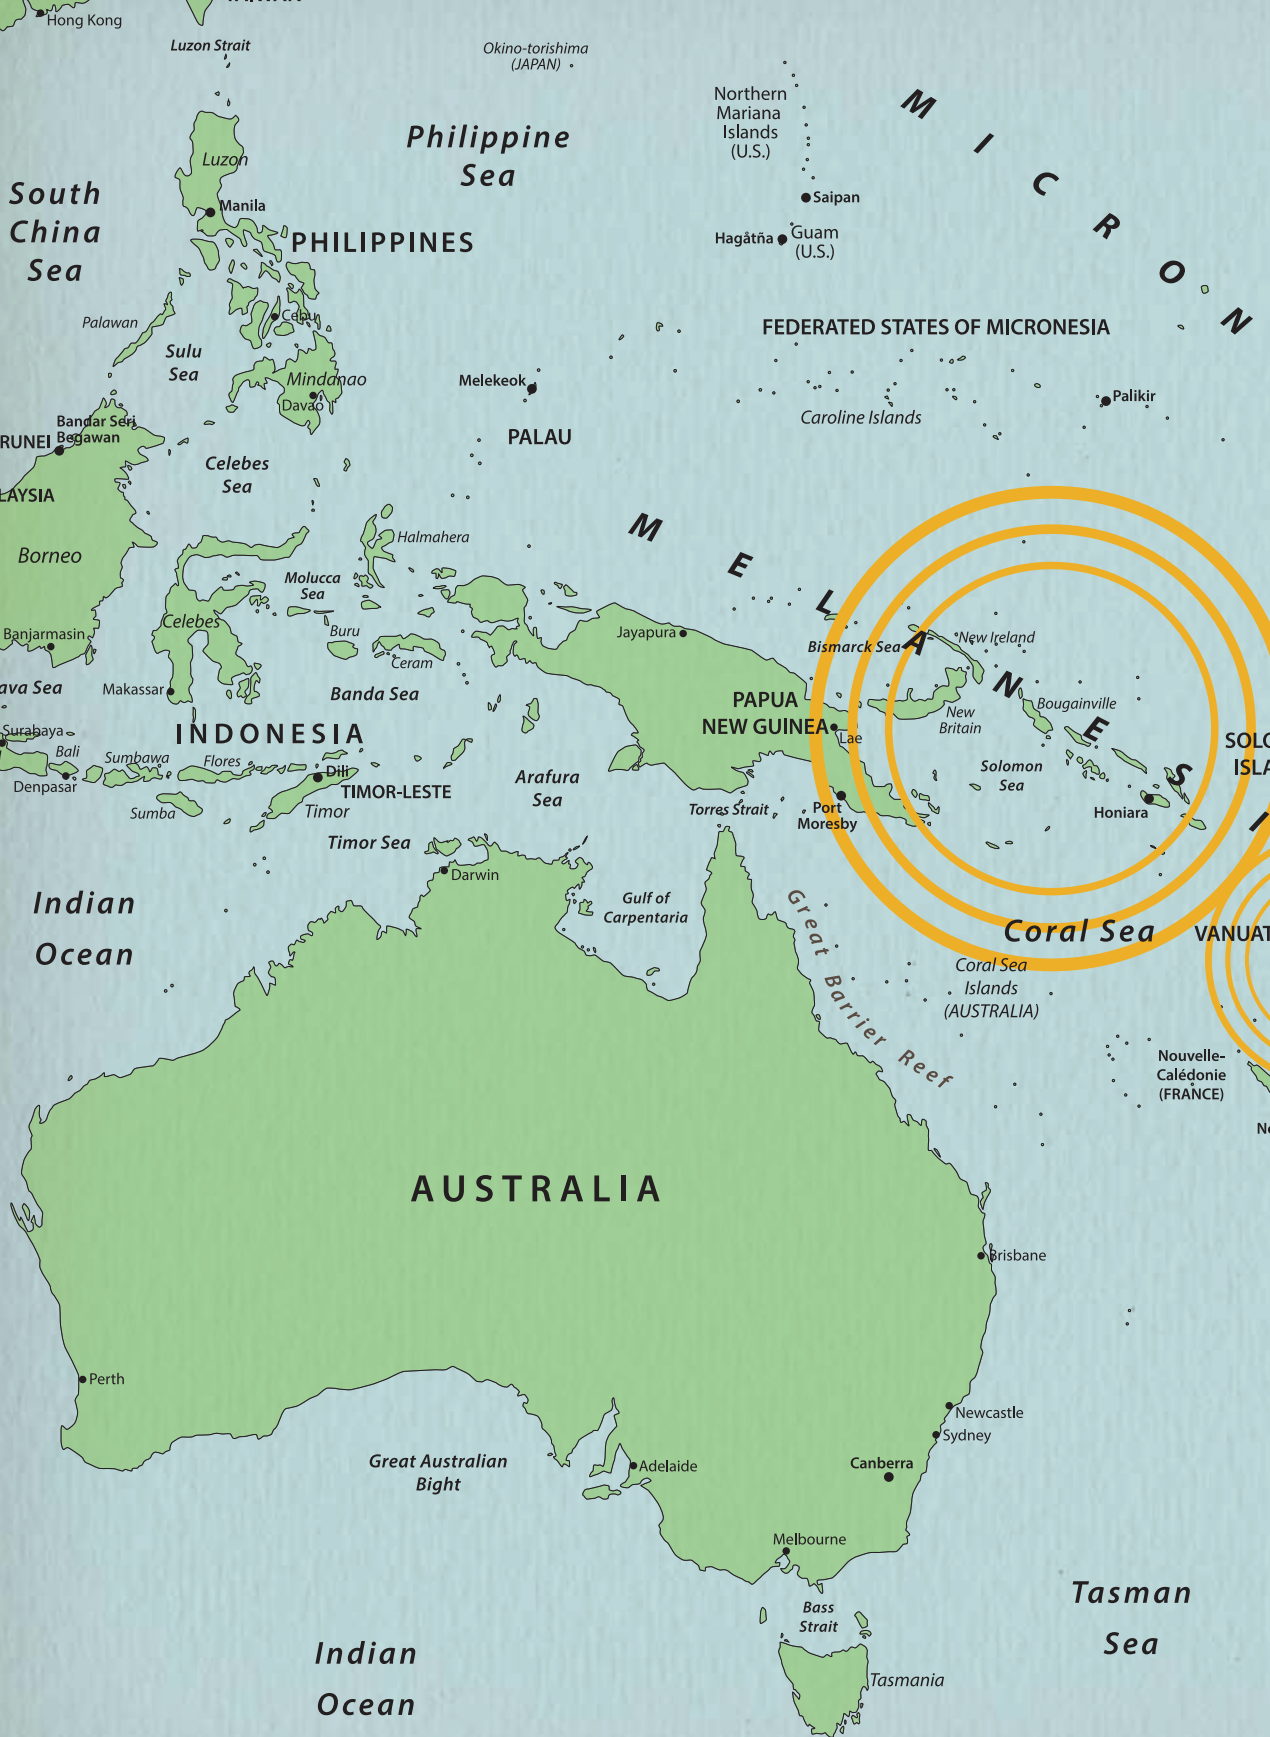 Hong Kong
Luzon Strait
Okino-torishima
(JAPAN)
Northern
Mariana
Islands
(U.S.)
MICRON
Philippine
Sea
Luzon
South
China
Sea
Manila
Saipan
PHILIPPINES
Hagåtña
Guam
(U.S.)
Palawan
Cebu
FEDERATED STATES OF MICRONESIA
Sulu
Sea
Mindanao
Davao
Melekeok
Palikir
Caroline Islands
Bandar Seri
Begawan
RUNEI
PALAU
Celebes
Sea
LAYSIA
MELANESI
Borneo
Halmahera
Molucca
Sea
Celebes
Banjarmasin
Buru
Ceram
Jayapura
Bismarck Sea
New Ireland
ava Sea
Makassar
Banda Sea
PAPUA
NEW GUINEA
Lae
New
Britain
Bougainville
Surabaya
Bali
Sumbawa
Flores
INDONESIA
SOLO
ISLA
Denpasar
Sumba
Dili
TIMOR-LESTE
Timor
Arafura
Sea
Solomon
Sea
Torres Strait
Port
Moresby
Honiara
Timor Sea
Darwin
Indian
Ocean
Gulf of
Carpentaria
Great Barrier Reef
Coral Sea
VANUAT
Coral Sea
Islands
(AUSTRALIA)
Nouvelle-
Calédonie
(FRANCE)
AUSTRALIA
Brisbane
Perth
Newcastle
Sydney
Great Australian
Bight
Adelaide
Canberra
Melbourne
Bass
Strait
Tasman
Sea
Indian
Ocean
Tasmania